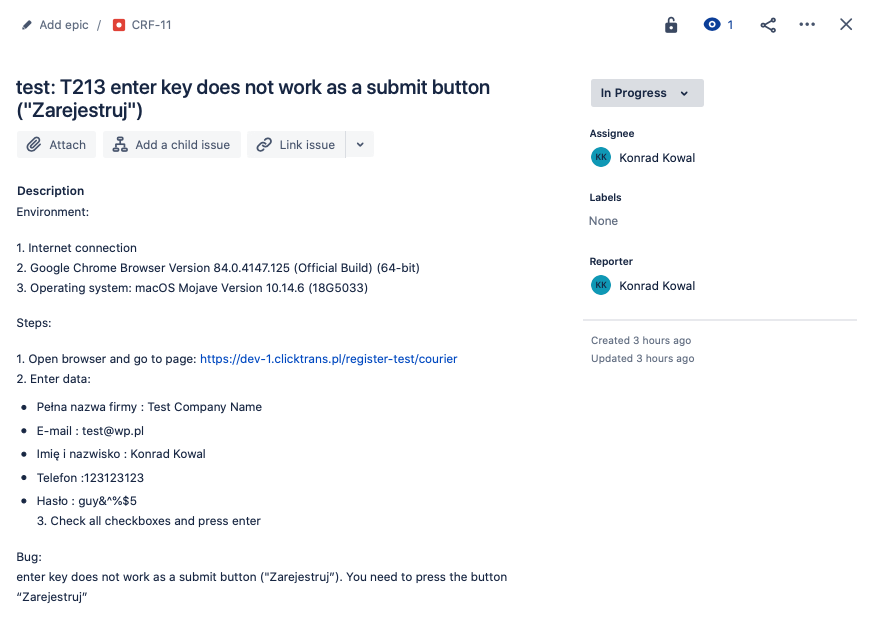 Add epic / CRF-11
1
test: T213 enter key does not work as a submit button
("Zarejestruj")
Attach
Add a child issue
Link issue
Description
Environment:
1. Internet connection
2. Google Chrome Browser Version 84.0.4147.125 (Official Build) (64-bit)
3. Operating system: macOS Mojave Version 10.14.6 (18G5033)
Steps:
1. Open browser and go to page: https://dev-1.clicktrans.pl/register-test/courier
2. Enter data:
• Pełna nazwa firmy : Test Company Name
• E-mail : test@wp.pl
• Imię i nazwisko : Konrad Kowal
• Telefon :123123123
• Hasło : guy&^%$5
3. Check all checkboxes and press enter
Bug:
enter key does not work as a submit button ("Zarejestruj"). You need to press the button
“Zarejestruj”
In Progress
Assignee
KK Konrad Kowal
Labels
None
Reporter
KK Konrad Kowal
Created 3 hours ago
Updated 3 hours ago